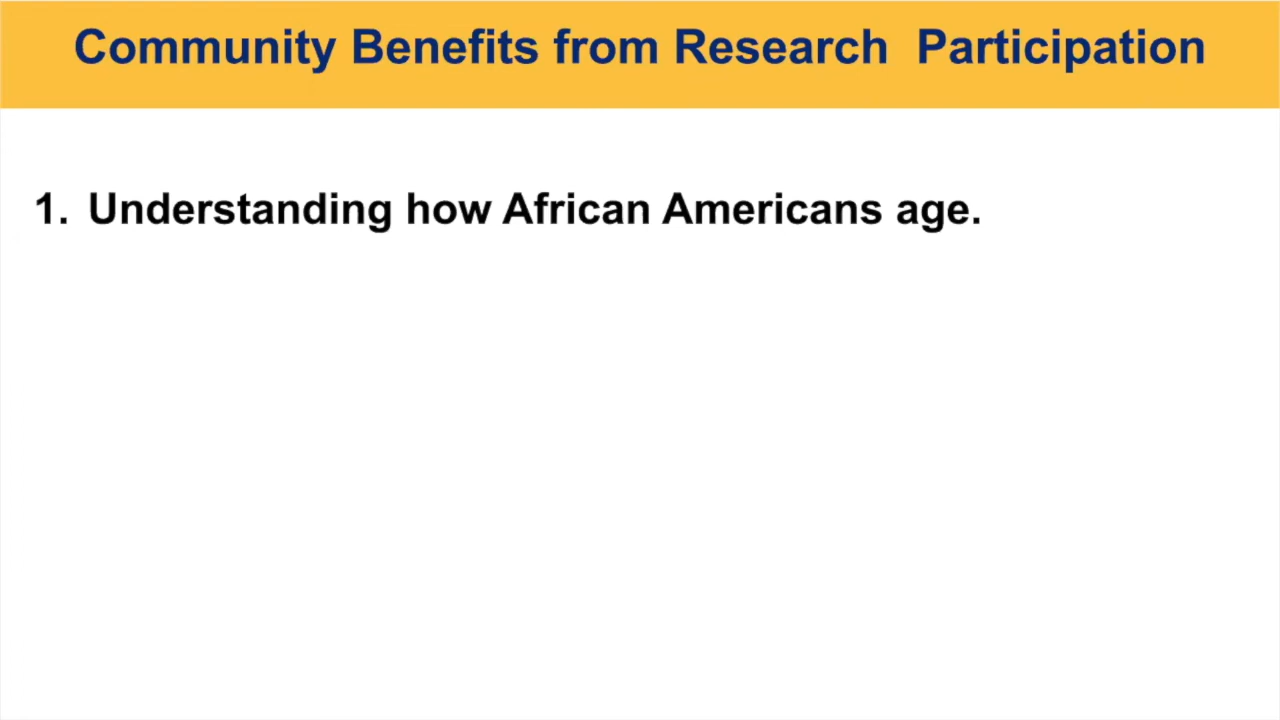 Community Benefits from Research  Participation
1. Understanding how African Americans age.